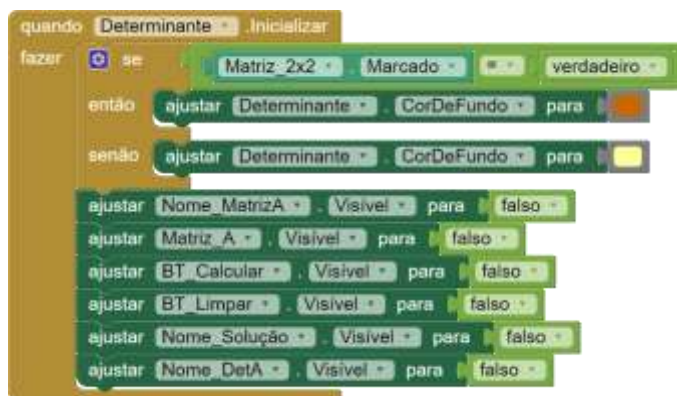 quando Determinante .Inicializar
fazer se Matriz_2x2 . Marcado = verdadeiro
então ajustar Determinante . CorDeFundo para
senão ajustar Determinante . CorDeFundo para
ajustar Nome_MatrizA . Visível para falso
ajustar Matriz_A . Visível para falso
ajustar BT_Calcular . Visível para falso
ajustar BT_Limpar . Visível para falso
ajustar Nome_Solução . Visível para falso
ajustar Nome_DetA . Visível para falso